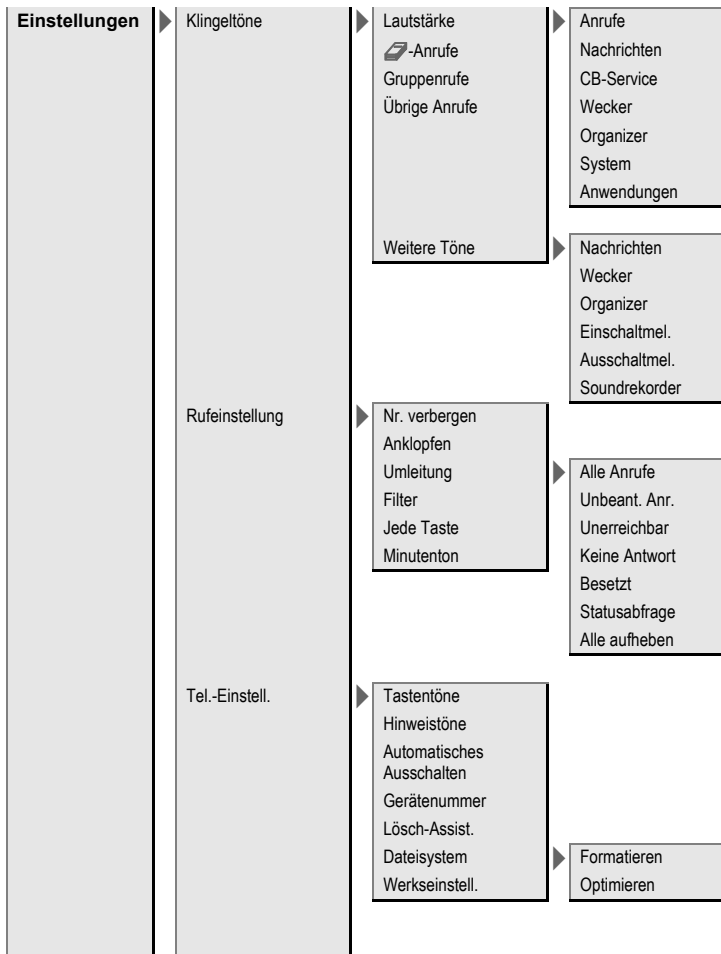 Einstellungen
Klingeltöne
Lautstärke
-Anrufe
Gruppenrufe
Übrige Anrufe
Anrufe
Nachrichten
CB-Service
Wecker
Organizer
System
Anwendungen
Weitere Töne
Nachrichten
Wecker
Organizer
Einschaltmel.
Ausschaltmel.
Soundrekorder
Rufeinstellung
Nr. verbergen
Anklopfen
Umleitung
Filter
Jede Taste
Minutenton
Alle Anrufe
Unbeant. Anr.
Unerreichbar
Keine Antwort
Besetzt
Statusabfrage
Alle aufheben
Tel.-Einstell.
Tastentöne
Hinweistöne
Automatisches
Ausschalten
Gerätenummer
Lösch-Assist.
Dateisystem
Werkseinstell.
Formatieren
Optimieren